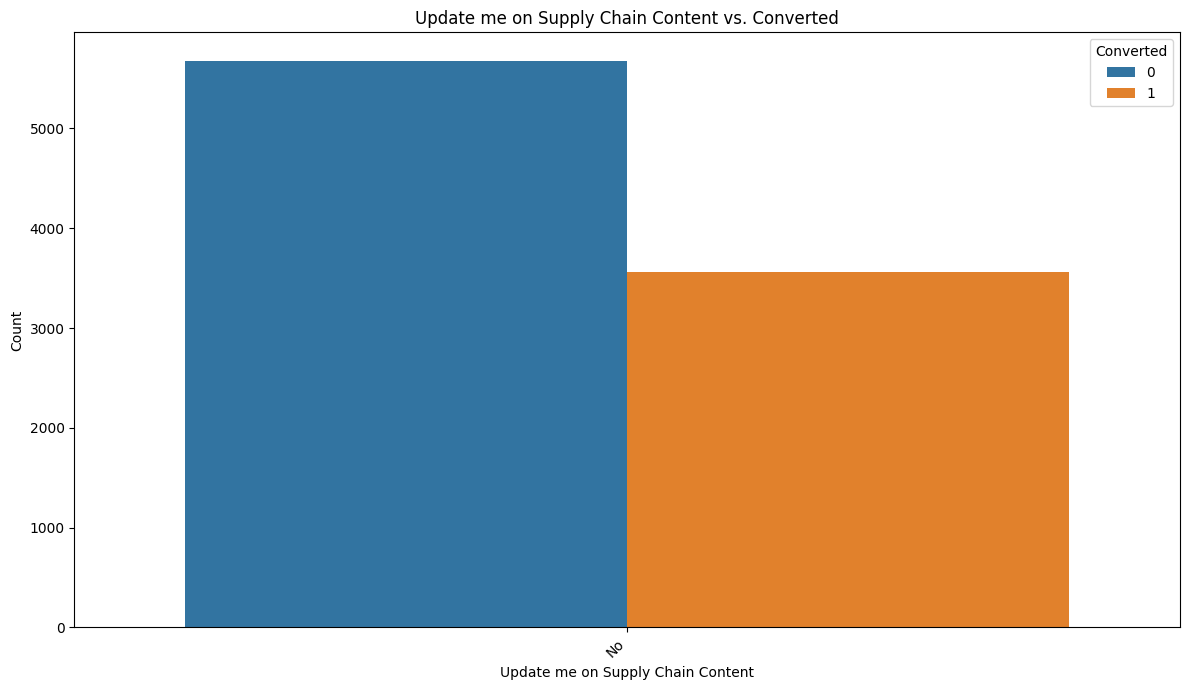 Update me on Supply Chain Content vs. Converted
Converted
0
1
5000
4000
3000
2000
1000
0
Count
No
Update me on Supply Chain Content